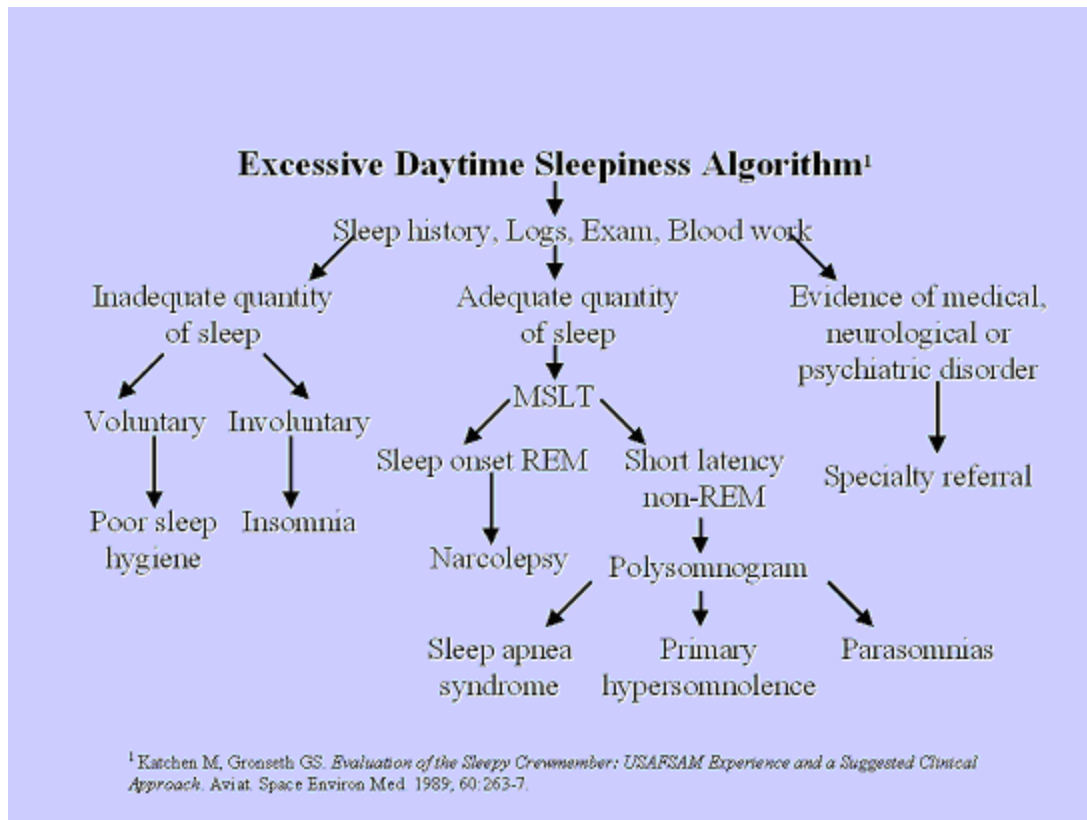 Excessive Daytime Sleepiness Algorithm¹
Sleep history, Logs, Exam, Blood work
Inadequate quantity
of sleep
Adequate quantity
of sleep
Evidence of medical,
neurological or
psychiatric disorder
MSLT
Voluntary
Involuntary
Sleep onset REM
Short latency
non-REM
Specialty referral
Poor sleep
hygiene
Insomnia
Narcolepsy
Polysomnogram
Sleep apnea
syndrome
Primary
hypersomnolence
Parasomnias
¹ Katchen M, Gronseth GS. Evaluation of the Sleepy Crewmember: USAFSAM Experience and a Suggested Clinical
Approach. Aviat. Space Environ Med. 1989; 60:263-7.